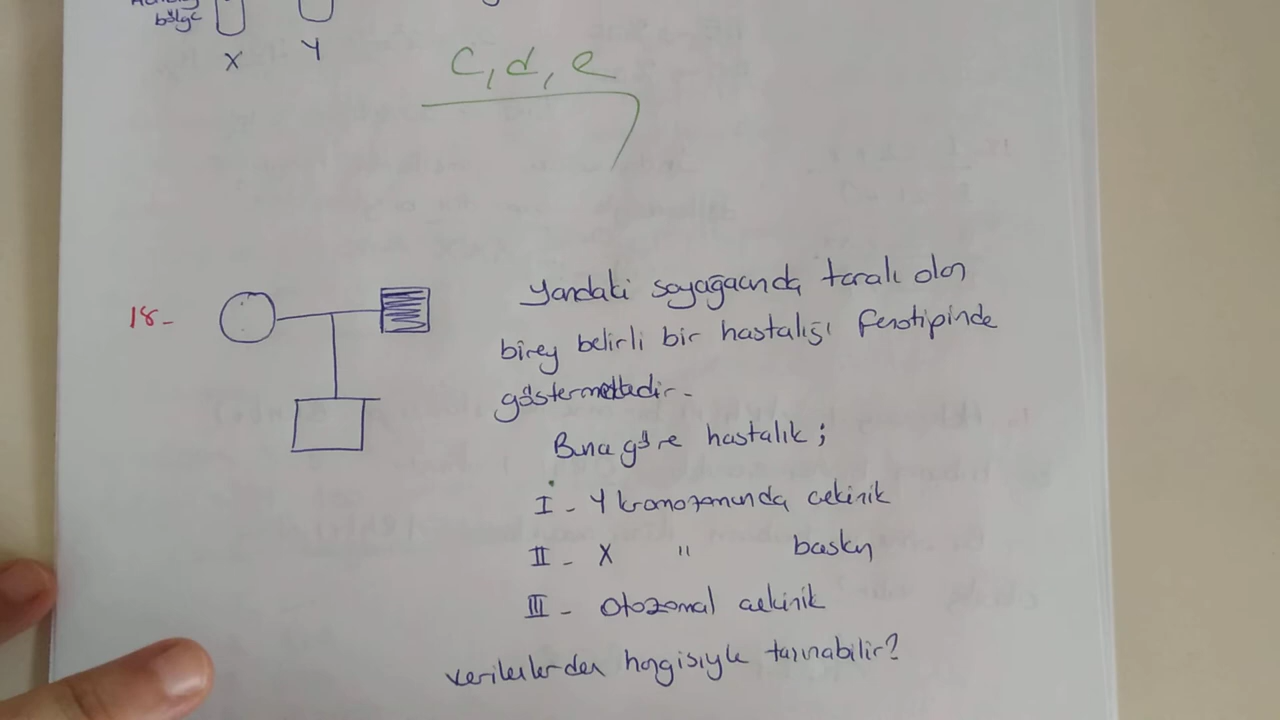 bölge
X Y
C, d, e
18-
Yandaki soyağacında taralı olan
birey belirli bir hastalığı fenotipinde
göstermektedir.
Buna göre hastalık;
I - Y kromozomunda çekinik
II - X " baskın
III - Otozomal çekinik
verilenlerden hangisiyle taşınabilir?